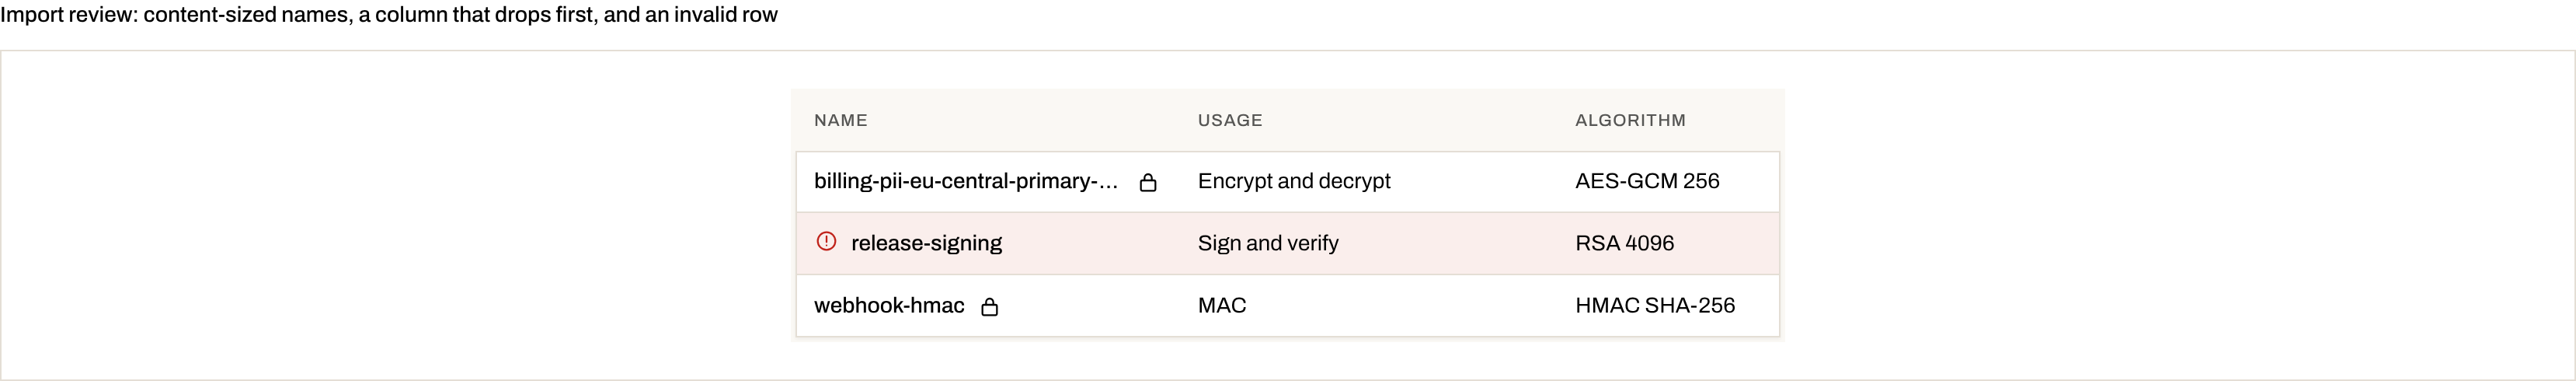 Import review: content-sized names, a column that drops first, and an invalid row
NAME USAGE ALGORITHM
billing-pii-eu-central-primary-... Encrypt and decrypt AES-GCM 256
release-signing Sign and verify RSA 4096
webhook-hmac MAC HMAC SHA-256